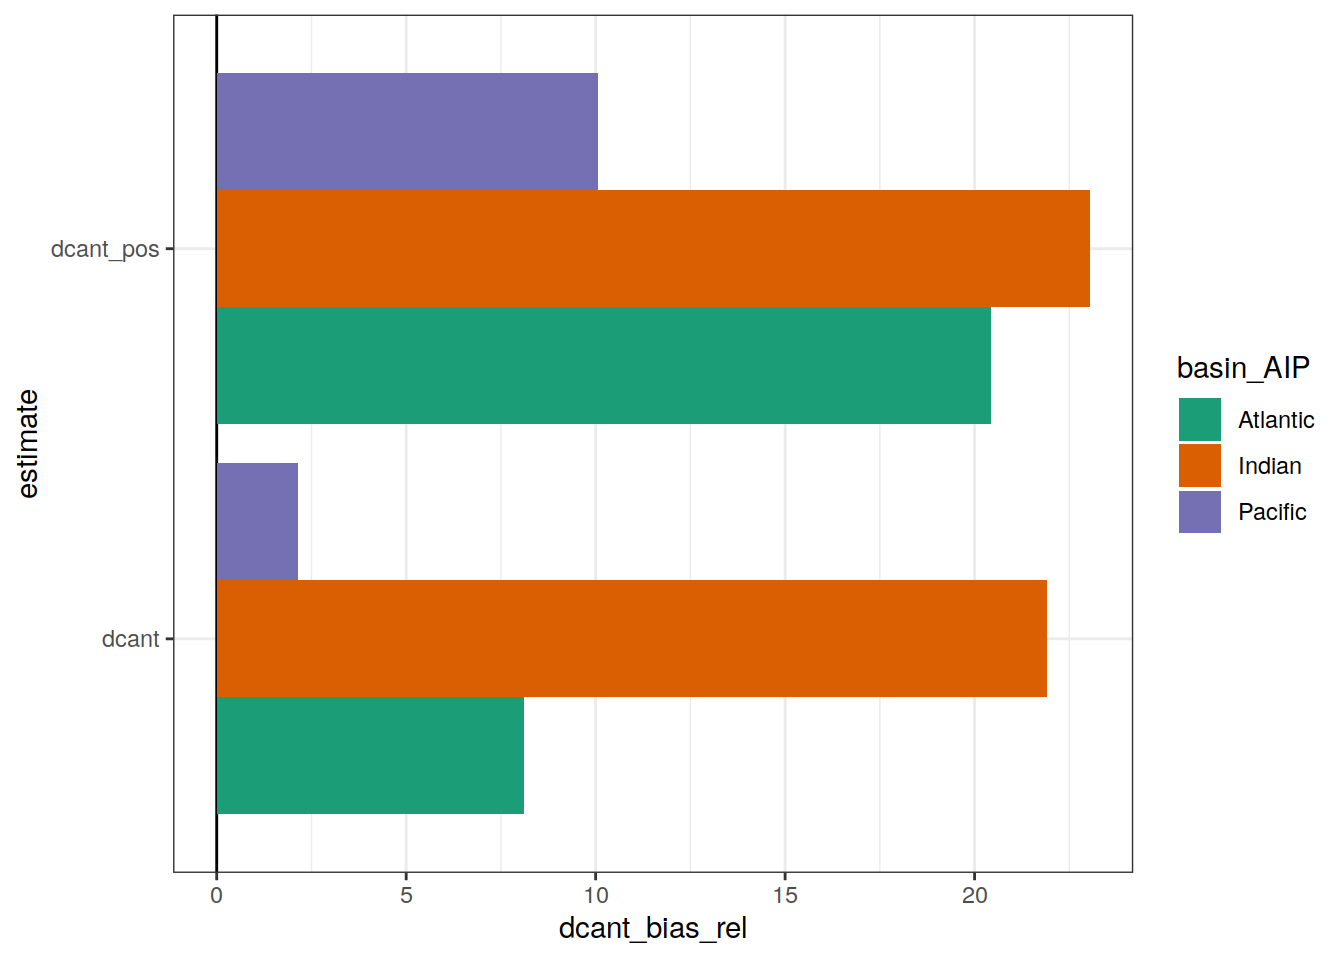 dcant_pos
dcant
estimate
0 5 10 15 20
dcant_bias_rel
basin_AIP
Atlantic
Indian
Pacific